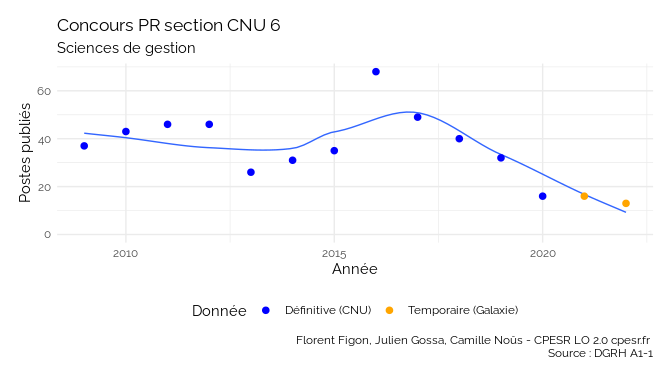 Concours PR section CNU 6
Sciences de gestion
Postes publiés
60
40
20
0
2010
2015
2020
Année
Donnée
Définitive (CNU)
Temporaire (Galaxie)
Florent Figon, Julien Gossa, Camille Noûs - CPESR LO 2.0 cpesr.fr
Source : DGRH A1-1